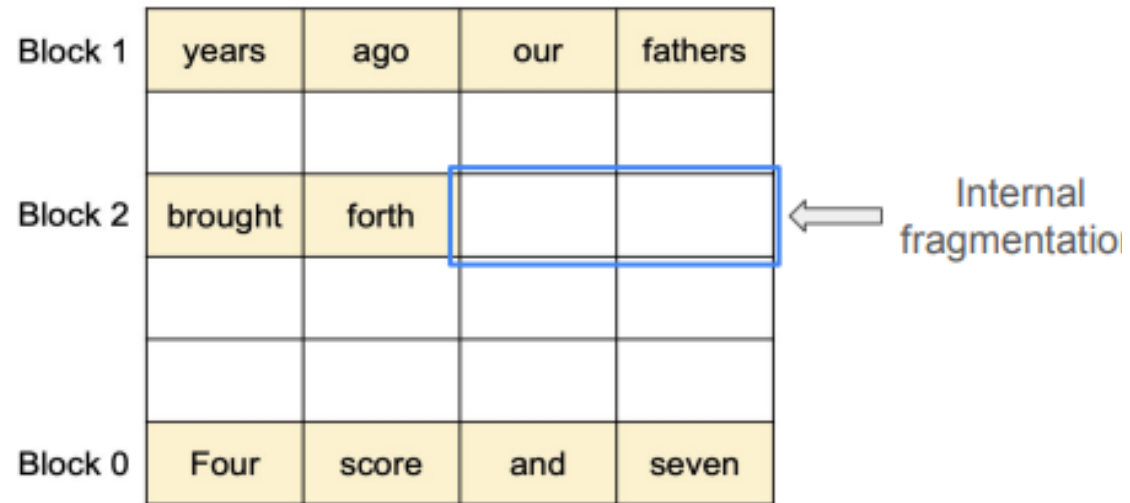 Block 1 years ago our fathers
Block 2 brought forth
Internal
fragmentatio
Block 0 Four score and seven